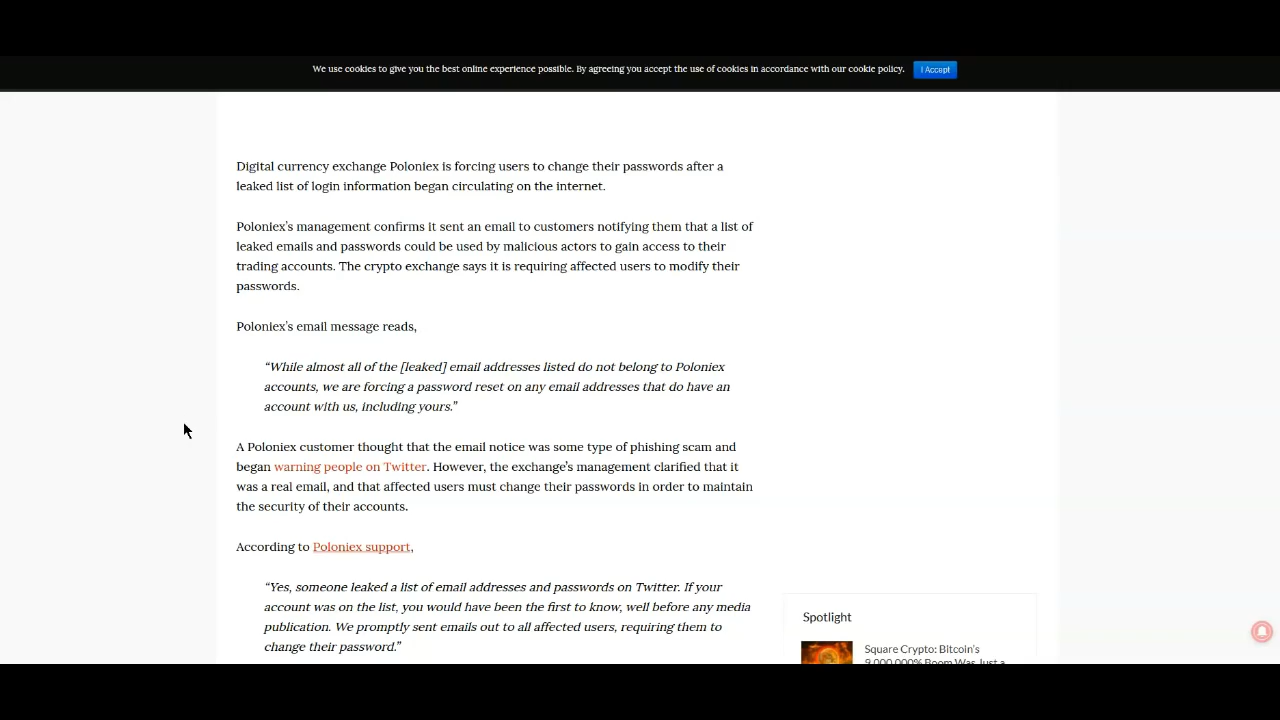 We use cookies to give you the best online experience possible. By agreeing you accept the use of cookies in accordance with our cookie policy. I Accept
Digital currency exchange Poloniex is forcing users to change their passwords after a
leaked list of login information began circulating on the internet.
Poloniex's management confirms it sent an email to customers notifying them that a list of
leaked emails and passwords could be used by malicious actors to gain access to their
trading accounts. The crypto exchange says it is requiring affected users to modify their
passwords.
Poloniex's email message reads,
“While almost all of the [leaked] email addresses listed do not belong to Poloniex
accounts, we are forcing a password reset on any email addresses that do have an
account with us, including yours.”
A Poloniex customer thought that the email notice was some type of phishing scam and
began warning people on Twitter. However, the exchange's management clarified that it
was a real email, and that affected users must change their passwords in order to maintain
the security of their accounts.
According to Poloniex support,
“Yes, someone leaked a list of email addresses and passwords on Twitter. If your
account was on the list, you would have been the first to know, well before any media
publication. We promptly sent emails out to all affected users, requiring them to
change their password.”
Spotlight
Square Crypto: Bitcoin's
9,000,000% Boom Was Just a